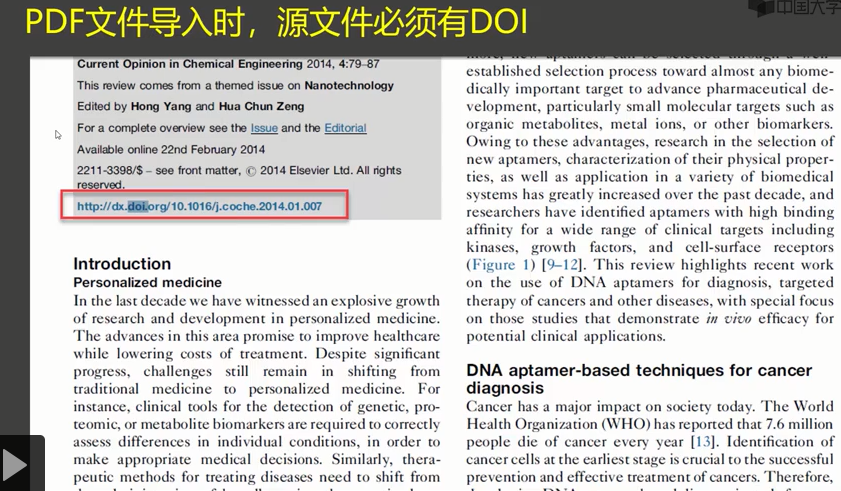 PDF文件导入时，源文件必须有DOI
中国大学
Current Opinion in Chemical Engineering 2014, 4:79–87
This review comes from a themed issue on Nanotechnology
Edited by Hong Yang and Hua Chun Zeng
For a complete overview see the Issue and the Editorial
Available online 22nd February 2014
2211-3398/$ – see front matter, © 2014 Elsevier Ltd. All rights
reserved.
http://dx.doi.org/10.1016/j.coche.2014.01.007
Introduction
Personalized medicine
In the last decade we have witnessed an explosive growth
of research and development in personalized medicine.
The advances in this area promise to improve healthcare
while lowering costs of treatment. Despite significant
progress, challenges still remain in shifting from
traditional medicine to personalized medicine. For
instance, clinical tools for the detection of genetic, pro-
teomic, or metabolite biomarkers are required to correctly
assess differences in individual conditions, in order to
make appropriate medical decisions. Similarly, thera-
peutic methods for treating diseases need to shift from
established selection process toward almost any biome-
dically important target to advance pharmaceutical de-
velopment, particularly small molecular targets such as
organic metabolites, metal ions, or other biomarkers.
Owing to these advantages, research in the selection of
new aptamers, characterization of their physical proper-
ties, as well as application in a variety of biomedical
systems has greatly increased over the past decade, and
researchers have identified aptamers with high binding
affinity for a wide range of clinical targets including
kinases, growth factors, and cell-surface receptors
(Figure 1) [9–12]. This review highlights recent work
on the use of DNA aptamers for diagnosis, targeted
therapy of cancers and other diseases, with special focus
on those studies that demonstrate in vivo efficacy for
potential clinical applications.
DNA aptamer-based techniques for cancer
diagnosis
Cancer has a major impact on society today. The World
Health Organization (WHO) has reported that 7.6 million
people die of cancer every year [13]. Identification of
cancer cells at the earliest stage is crucial to the successful
prevention and effective treatment of cancers. Therefore,